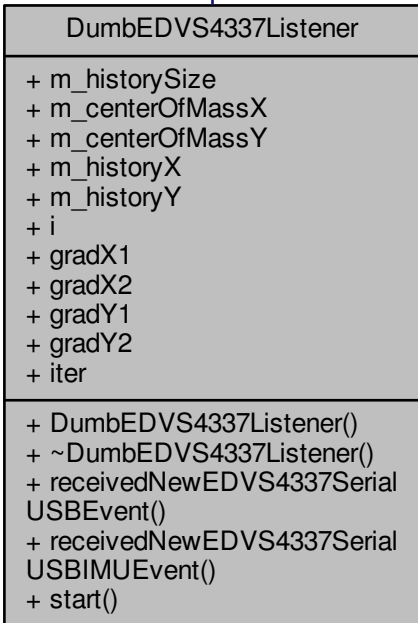 DumbEDVS4337Listener
+ m_historySize
+ m_centerOfMassX
+ m_centerOfMassY
+ m_historyX
+ m_historyY
+ i
+ gradX1
+ gradX2
+ gradY1
+ gradY2
+ iter
+ DumbEDVS4337Listener()
+ ~DumbEDVS4337Listener()
+ receivedNewEDVS4337Serial
USBEvent()
+ receivedNewEDVS4337Serial
USBIMUEvent()
+ start()